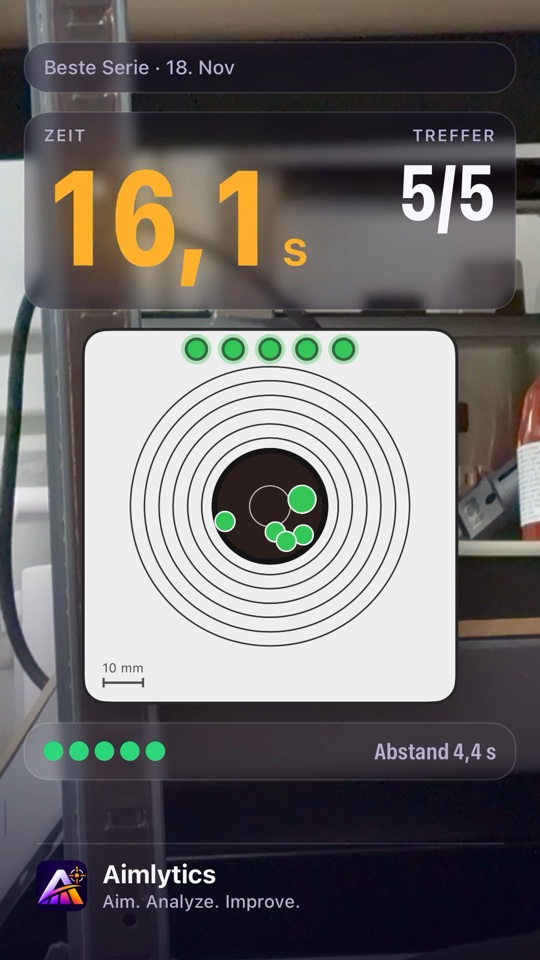 Beste Serie · 18. Nov
ZEIT
TREFFER
16,1 s
5/5
10 mm
Abstand 4,4 s
Aimlytics
Aim. Analyze. Improve.